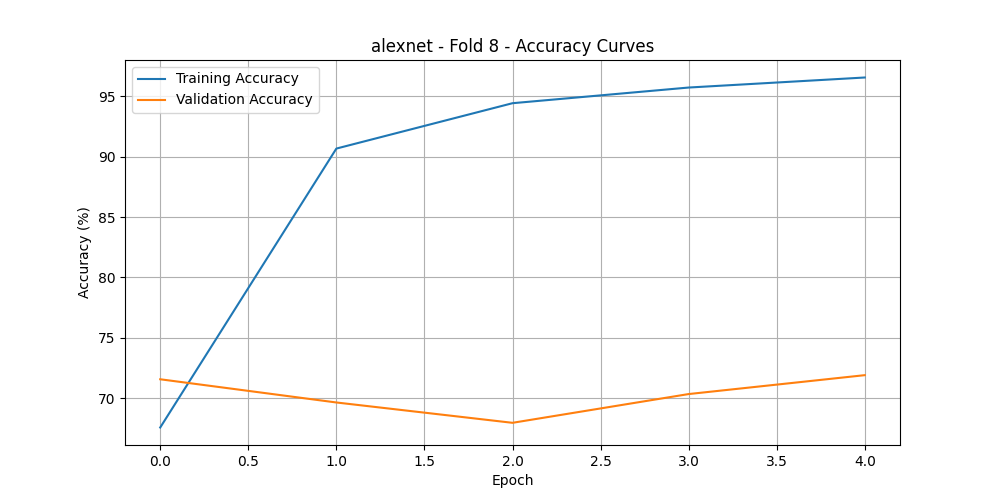 alexnet - Fold 8 - Accuracy Curves
Training Accuracy
Validation Accuracy
Accuracy (%)
95
90
85
80
75
70
0.0 0.5 1.0 1.5 2.0 2.5 3.0 3.5 4.0
Epoch